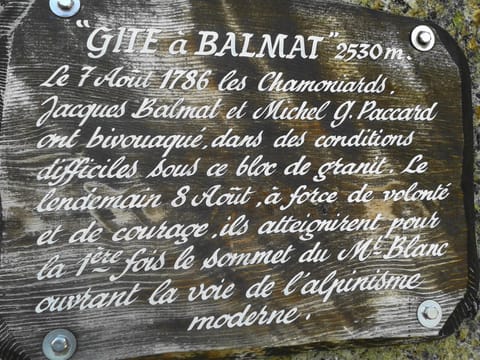 "GITE à BALMAT" 2530 m.
Le 7 Août 1786 les Chamoniards.
Jacques Balmat et Michel G. Paccard
ont bivouaqué, dans des conditions
difficiles sous ce bloc de granit. Le
lendemain 8 Août, à force de volonté
et de courage, ils atteignirent pour
la 1ère fois le sommet du Mt. Blanc
ouvrant la voie de l'alpinisme
moderne.